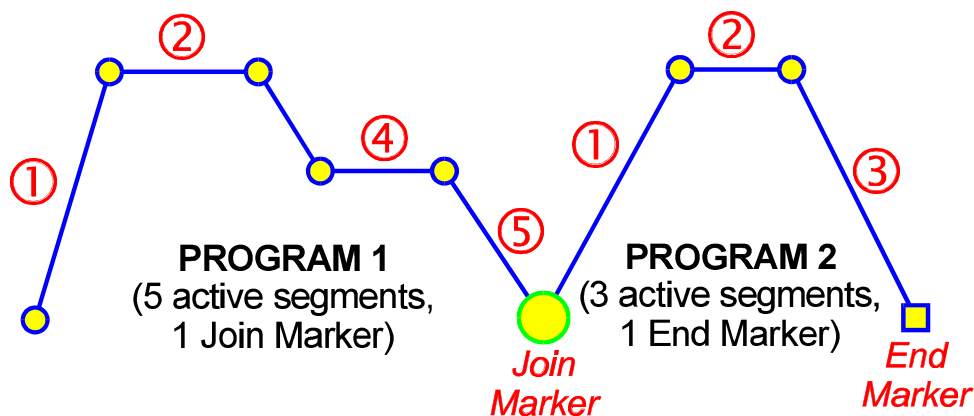 ②
②
④
①
①
③
⑤
PROGRAM 1
(5 active segments,
1 Join Marker)
PROGRAM 2
(3 active segments,
1 End Marker)
Join
Marker
End
Marker